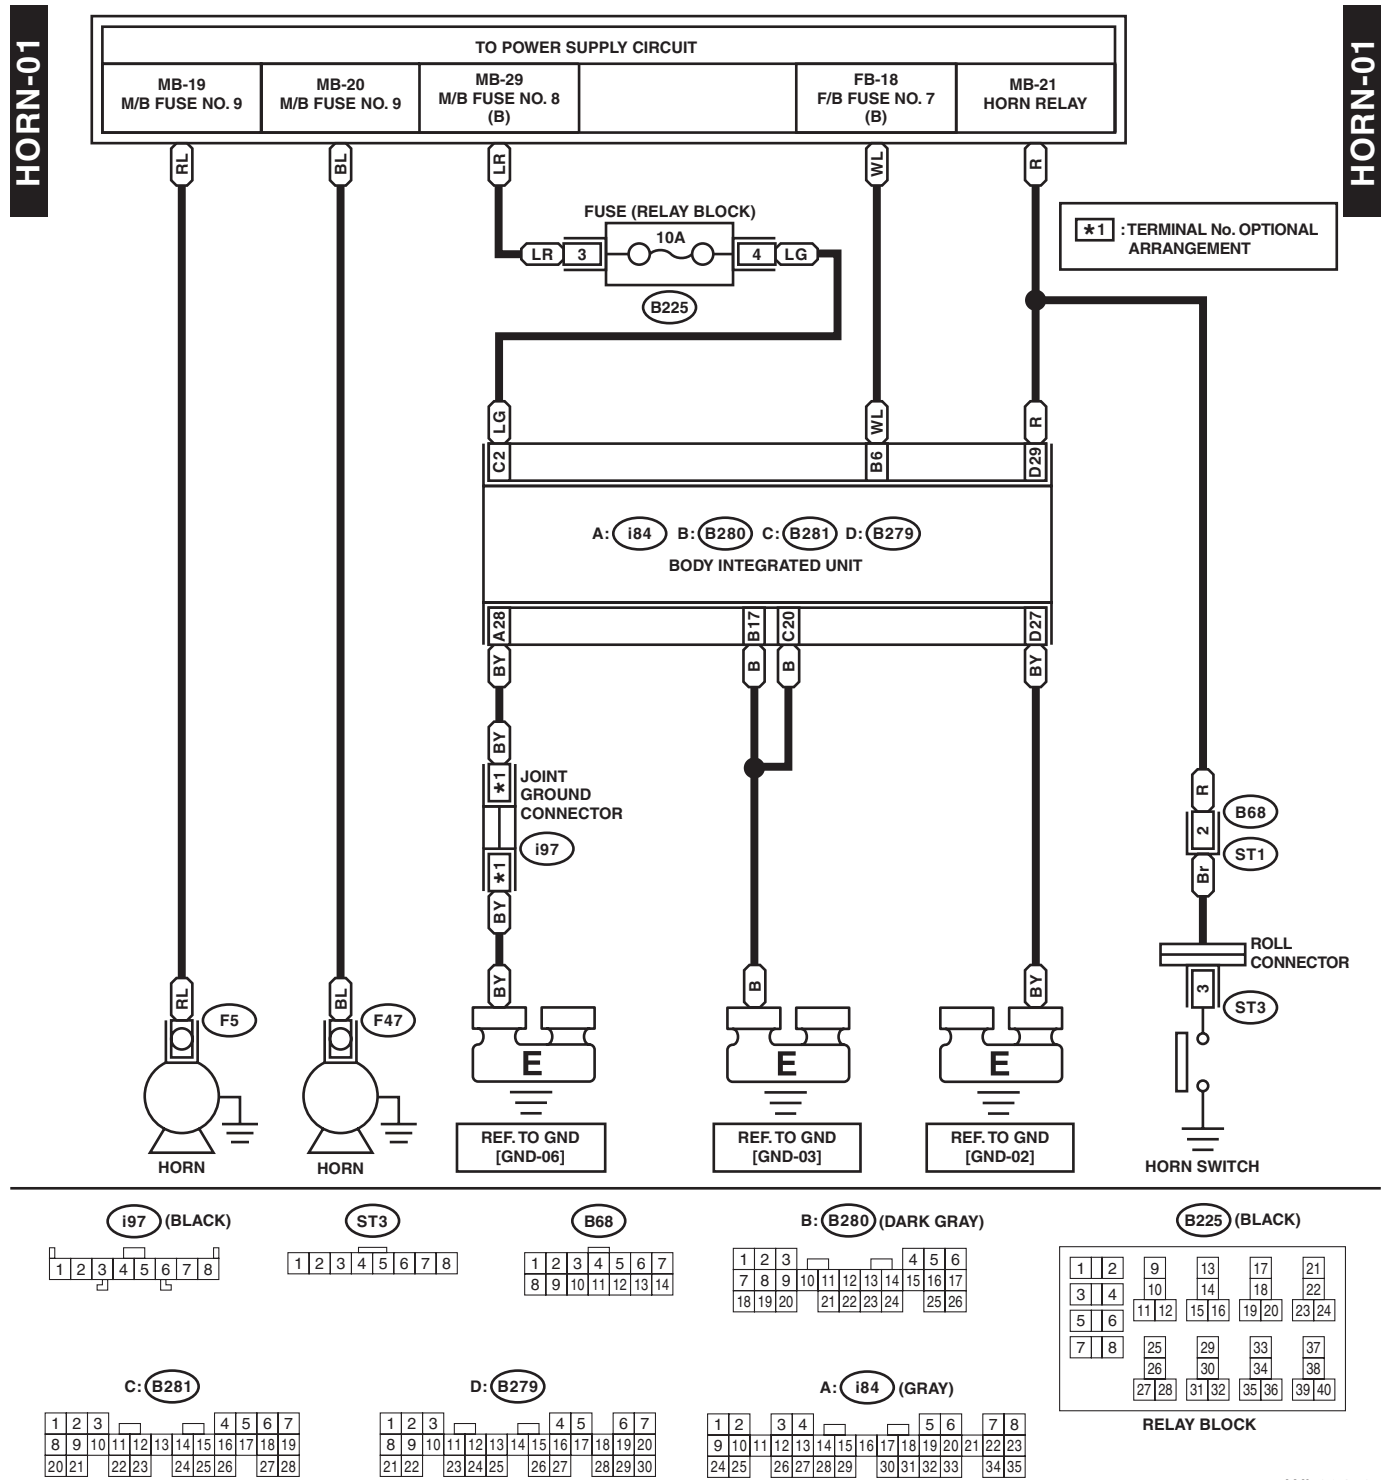 HORN-01
HORN-01
TO POWER SUPPLY CIRCUIT
MB-19
M/B FUSE NO. 9
MB-20
M/B FUSE NO. 9
MB-29
M/B FUSE NO. 8
(B)
FB-18
F/B FUSE NO. 7
(B)
MB-21
HORN RELAY
RL
BL
LR
WL
R
*1 : TERMINAL No. OPTIONAL
ARRANGEMENT
FUSE (RELAY BLOCK)
10A
LR 3 4 LG
B225
LG
WL
R
C2
B6
D29
A: i84 B: B280 C: B281 D: B279
BODY INTEGRATED UNIT
A28
B17
C20
D27
BY
B
B
BY
BY
*1
JOINT
GROUND
CONNECTOR
i97
*1
BY
BY
B
BY
R
B68
2
ST1
Br
ROLL
CONNECTOR
3
ST3
RL
F5
BL
F47
E
E
E
HORN
HORN
REF. TO GND
[GND-06]
REF. TO GND
[GND-03]
REF. TO GND
[GND-02]
HORN SWITCH
i97 (BLACK)
1 2 3 4 5 6 7 8
ST3
1 2 3 4 5 6 7 8
B68
1 2 3 4 5 6 7
8 9 10 11 12 13 14
B: B280 (DARK GRAY)
1 2 3 4 5 6
7 8 9 10 11 12 13 14 15 16 17
18 19 20 21 22 23 24 25 26
B225 (BLACK)
1 2 9 13 17 21
3 4 10 14 18 22
11 12 15 16 19 20 23 24
5 6
7 8 25 29 33 37
26 30 34 38
27 28 31 32 35 36 39 40
RELAY BLOCK
C: B281
1 2 3 4 5 6 7
8 9 10 11 12 13 14 15 16 17 18 19
20 21 22 23 24 25 26 27 28
D: B279
1 2 3 4 5 6 7
8 9 10 11 12 13 14 15 16 17 18 19 20
21 22 23 24 25 26 27 28 29 30
A: i84 (GRAY)
1 2 3 4 5 6 7 8
9 10 11 12 13 14 15 16 17 18 19 20 21 22 23
24 25 26 27 28 29 30 31 32 33 34 35